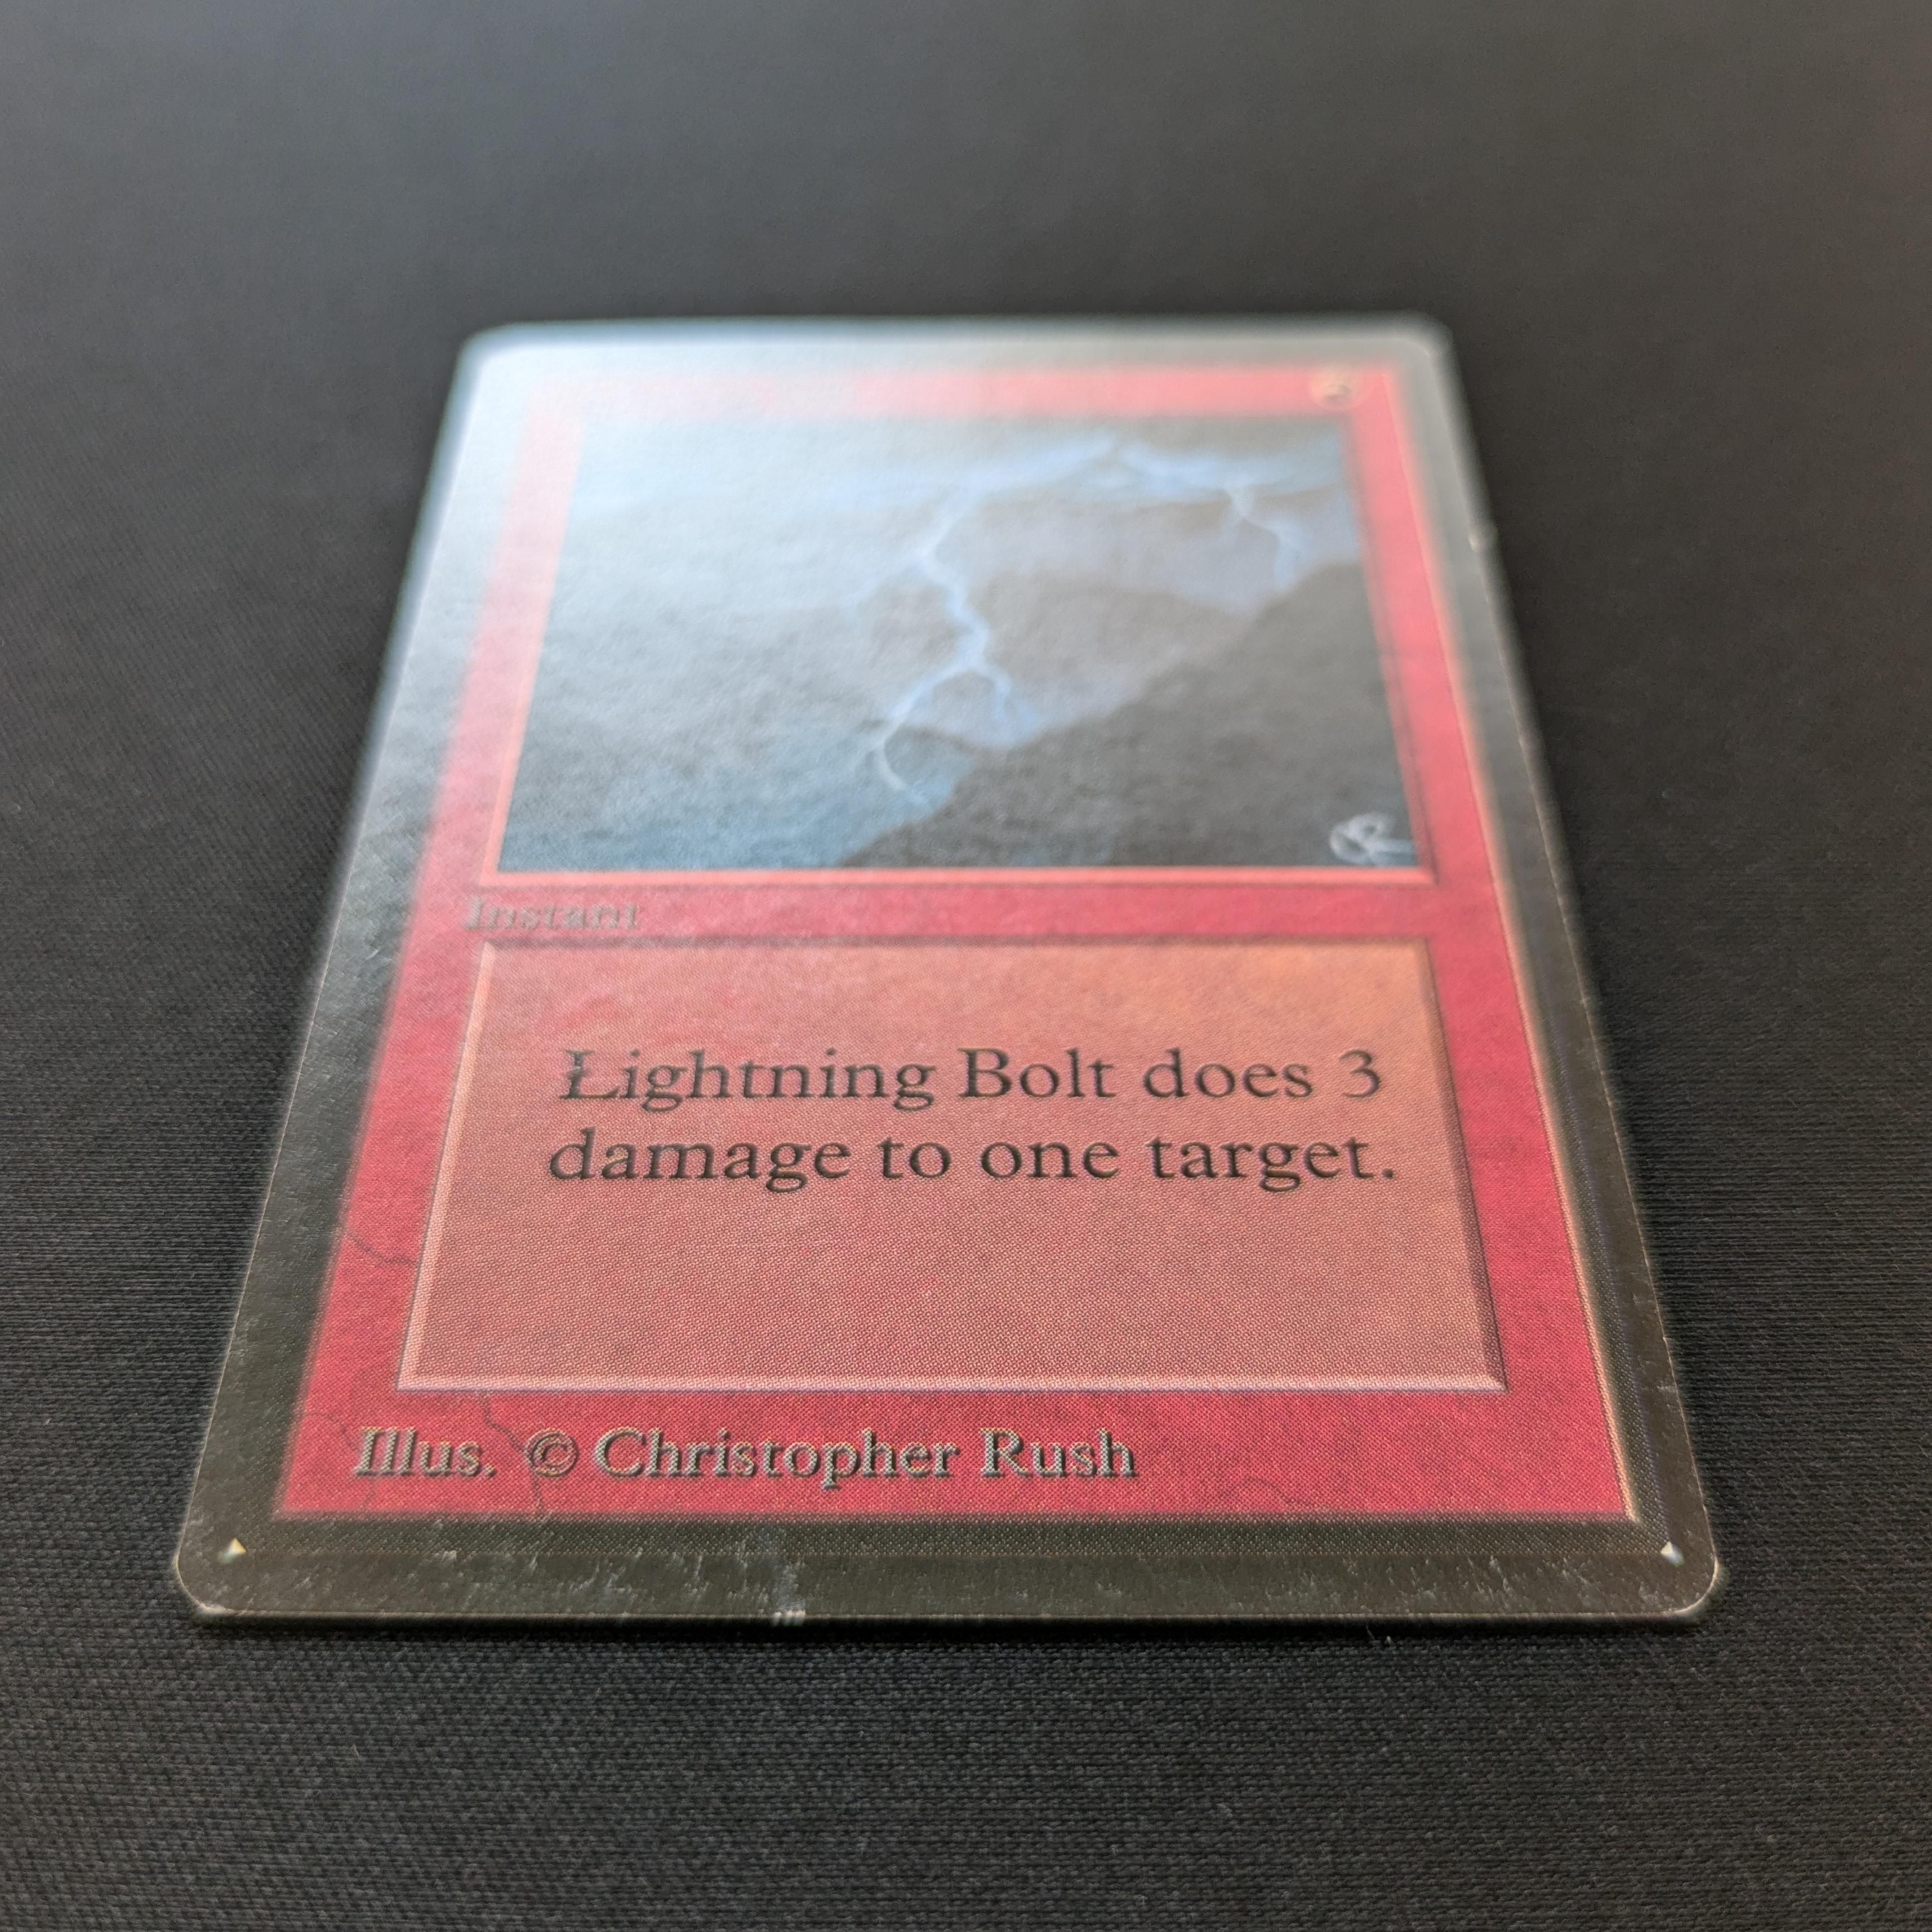 Instant
Lightning Bolt does 3
damage to one target.
Illus. © Christopher Rush